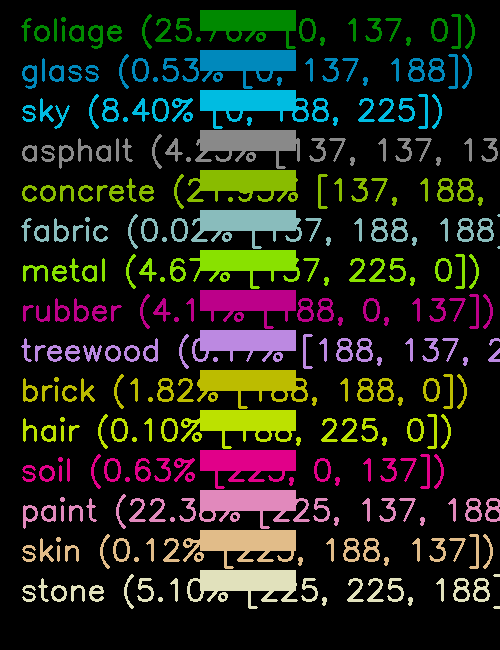 foliage (25.76% [0, 137, 0])
glass (0.53% [0, 137, 188])
sky (8.40% [0, 188, 225])
asphalt (4.25% [137, 137, 13
concrete (21.93% [137, 188,
fabric (0.02% [137, 188, 188
metal (4.67% [137, 225, 0])
rubber (4.11% [188, 0, 137])
treewood (0.17% [188, 137, 2
brick (1.82% [188, 188, 0])
hair (0.10% [188, 225, 0])
soil (0.63% [225, 0, 137])
paint (22.38% [225, 137, 188
skin (0.12% [225, 188, 137])
stone (5.10% [225, 225, 188]